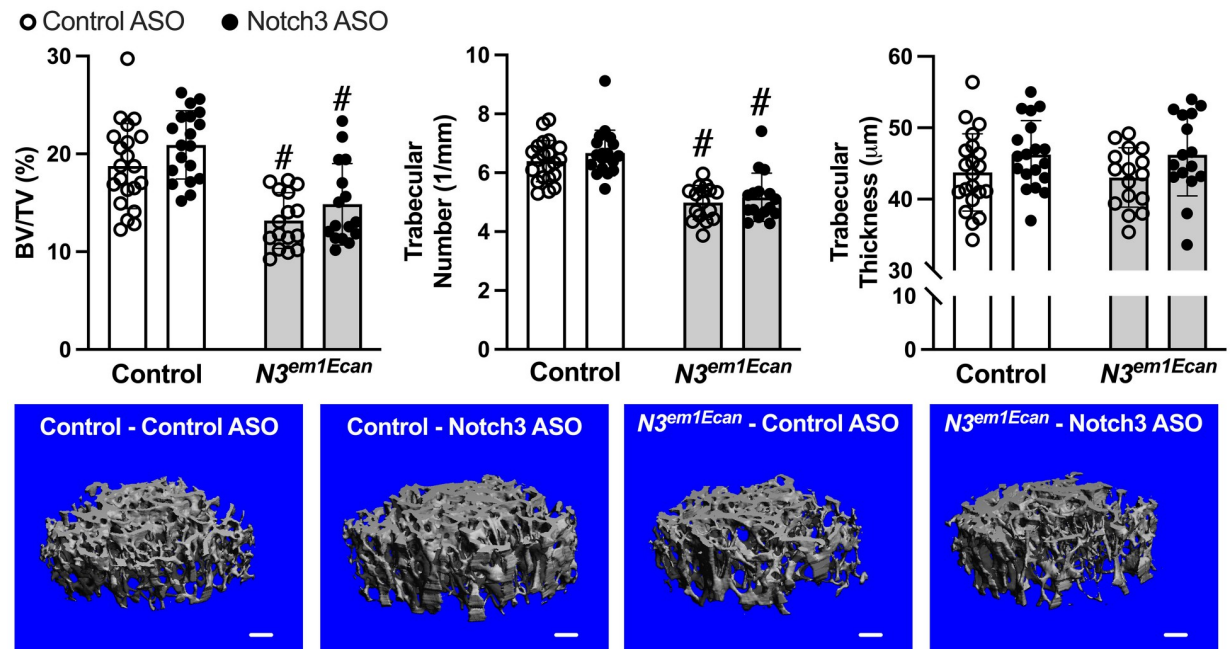 Control ASO Notch3 ASO
BV/TV (%)
30
20
10
0
#
#
Control N3em1Ecan
Trabecular
Number (1/mm)
10
8
6
4
2
0
#
#
Control N3em1Ecan
Trabecular
Thickness (μm)
60
50
40
30
10
0
Control N3em1Ecan
Control - Control ASO
Control - Notch3 ASO
N3em1Ecan - Control ASO
N3em1Ecan - Notch3 ASO